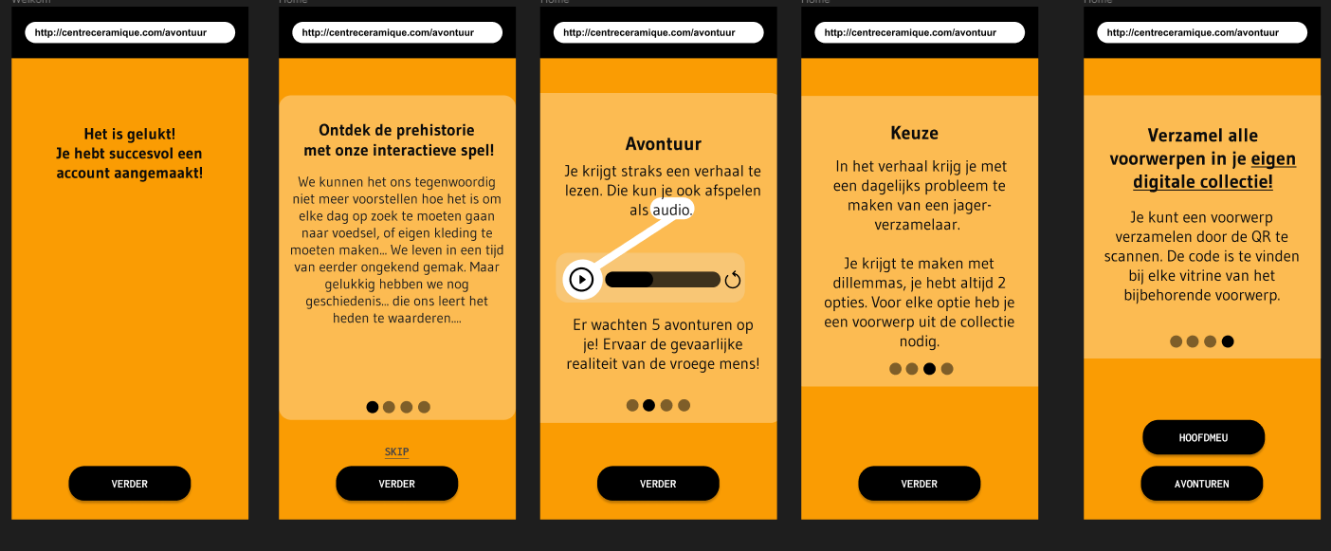 Welkom
http://centreceramique.com/avontuur
Het is gelukt!
Je hebt succesvol een
account aangemaakt!
VERDER
Home
http://centreceramique.com/avontuur
Ontdek de prehistorie
met onze interactieve spel!
We kunnen het ons tegenwoordig
niet meer voorstellen hoe het is om
elke dag op zoek te moeten gaan
naar voedsel, of eigen kleding te
moeten maken... We leven in een tijd
van eerder ongekend gemak. Maar
gelukkig hebben we nog
geschiedenis... die ons leert het
heden te waarderen....
SKIP
VERDER
Home
http://centreceramique.com/avontuur
Avontuur
Je krijgt straks een verhaal te
lezen. Die kun je ook afspelen
als audio.
Er wachten 5 avonturen op
je! Ervaar de gevaarlijke
realiteit van de vroege mens!
VERDER
Home
http://centreceramique.com/avontuur
Keuze
In het verhaal krijg je met
een dagelijks probleem te
maken van een jager-
verzamelaar.
Je krijgt te maken met
dillemmas, je hebt altijd 2
opties. Voor elke optie heb je
een voorwerp uit de collectie
nodig.
VERDER
Home
http://centreceramique.com/avontuur
Verzamel alle
voorwerpen in je eigen
digitale collectie!
Je kunt een voorwerp
verzamelen door de QR te
scannen. De code is te vinden
bij elke vitrine van het
bijbehorende voorwerp.
HOOFDMEU
AVONTUREN